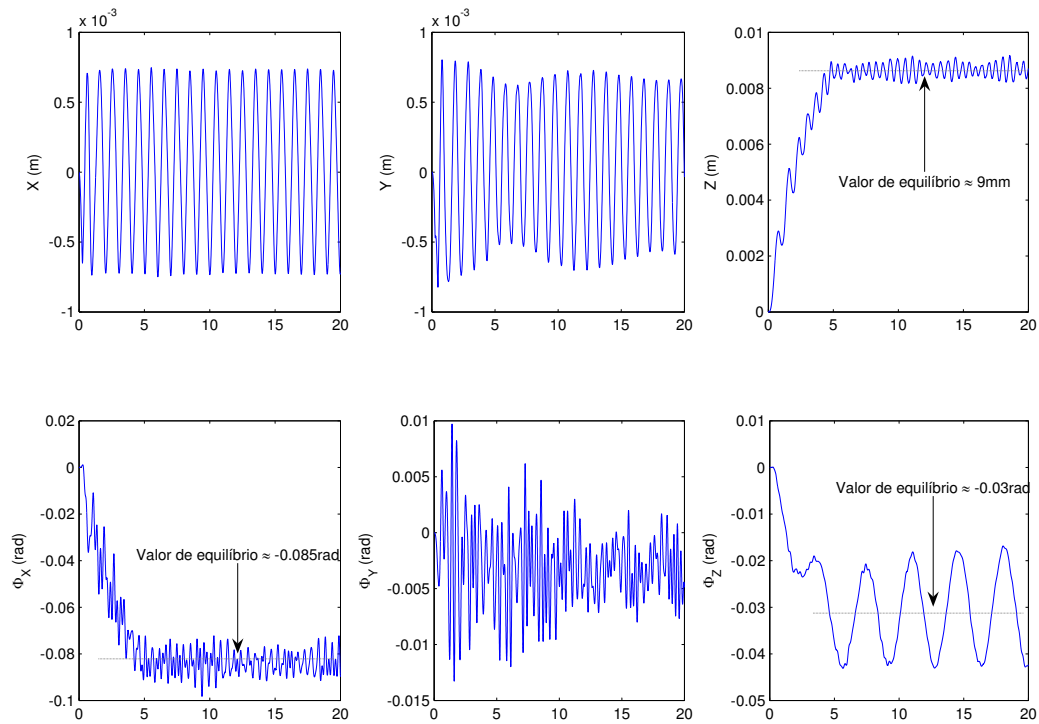 x 10⁻³
1
0.5
0
-0.5
-1
X (m)
0 5 10 15 20
x 10⁻³
1
0.5
0
-0.5
-1
Y (m)
0 5 10 15 20
0.01
0.008
0.006
0.004
0.002
0
Z (m)
Valor de equilíbrio ≈ 9mm
0 5 10 15 20
0.02
0
-0.02
-0.04
-0.06
-0.08
-0.1
Φ_X (rad)
Valor de equilíbrio ≈ -0.085rad
0 5 10 15 20
0.01
0.005
0
-0.005
-0.01
-0.015
Φ_Y (rad)
0 5 10 15 20
0.01
0
-0.01
-0.02
-0.03
-0.04
-0.05
Φ_Z (rad)
Valor de equilíbrio ≈ -0.03rad
0 5 10 15 20